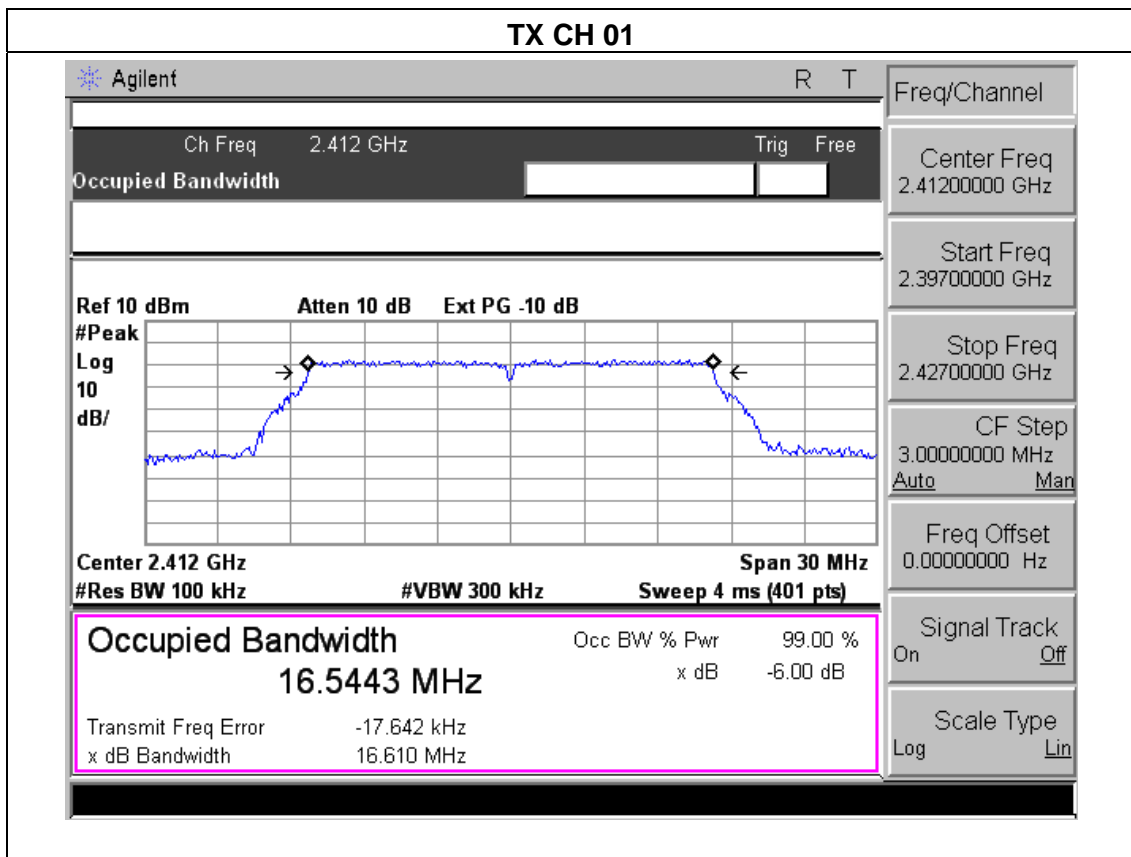 TX CH 01
Agilent R T
Freq/Channel
Ch Freq 2.412 GHz Trig Free
Occupied Bandwidth
Center Freq
2.41200000 GHz
Start Freq
2.39700000 GHz
Stop Freq
2.42700000 GHz
CF Step
3.00000000 MHz
Auto Man
Freq Offset
0.00000000 Hz
Signal Track
On Off
Scale Type
Log Lin
Ref 10 dBm Atten 10 dB Ext PG -10 dB
#Peak
Log
10
dB/
Center 2.412 GHz Span 30 MHz
#Res BW 100 kHz #VBW 300 kHz Sweep 4 ms (401 pts)
Occupied Bandwidth Occ BW % Pwr 99.00 %
16.5443 MHz x dB -6.00 dB
Transmit Freq Error -17.642 kHz
x dB Bandwidth 16.610 MHz